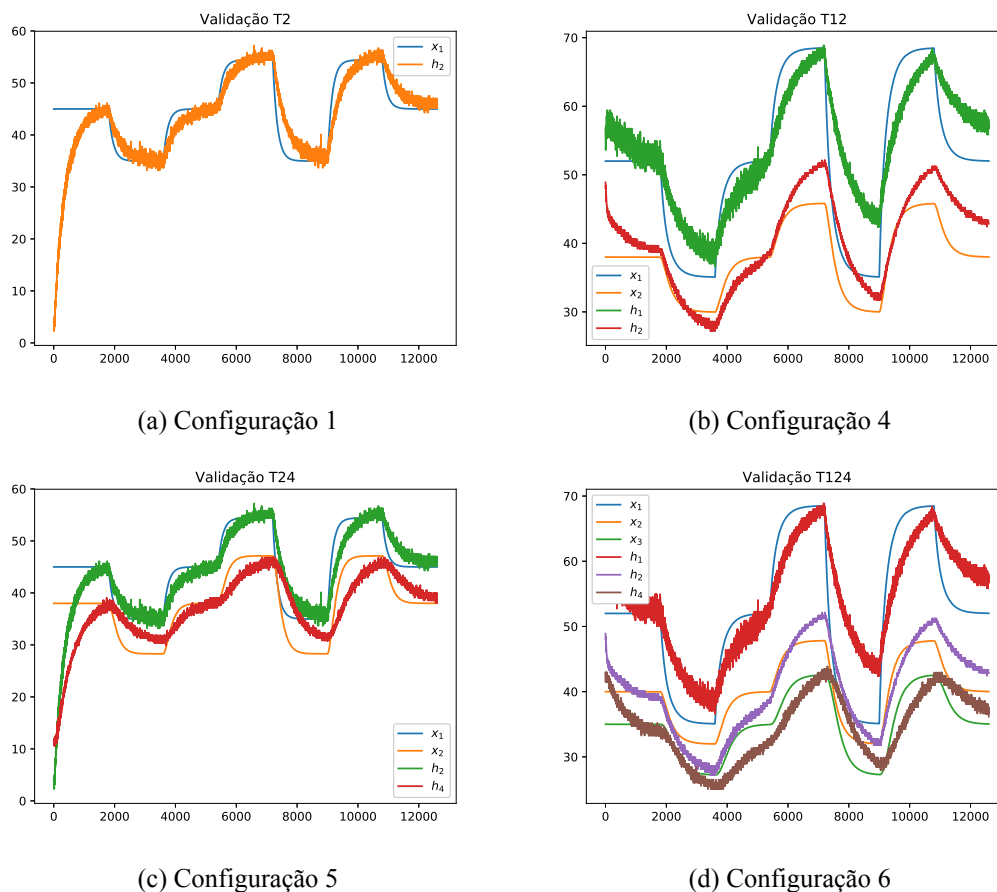 Validação T2
60
50
40
30
20
10
0
0 2000 4000 6000 8000 10000 12000
x₁
h₂
(a) Configuração 1
Validação T12
70
60
50
40
30
0 2000 4000 6000 8000 10000 12000
x₁
x₂
h₁
h₂
(b) Configuração 4
Validação T24
60
50
40
30
20
10
0
0 2000 4000 6000 8000 10000 12000
x₁
x₂
h₂
h₄
(c) Configuração 5
Validação T124
70
60
50
40
30
0 2000 4000 6000 8000 10000 12000
x₁
x₂
x₃
h₁
h₂
h₄
(d) Configuração 6